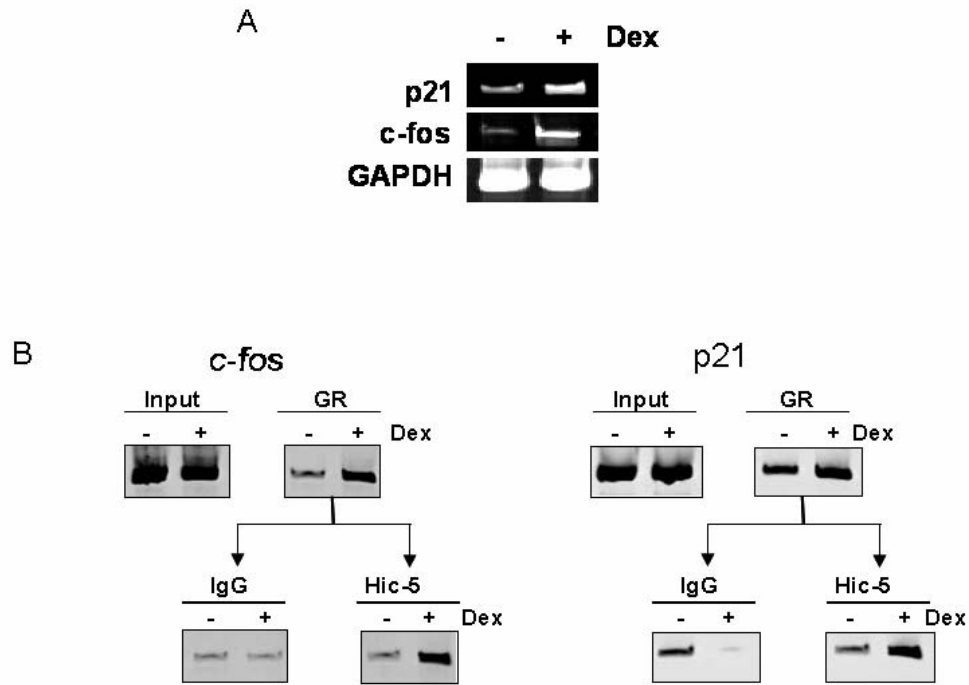 A
- + Dex
p21
c-fos
GAPDH
B
c-fos
Input GR
- + - + Dex
IgG Hic-5
- + - + Dex
p21
Input GR
- + - + Dex
IgG Hic-5
- + - + Dex